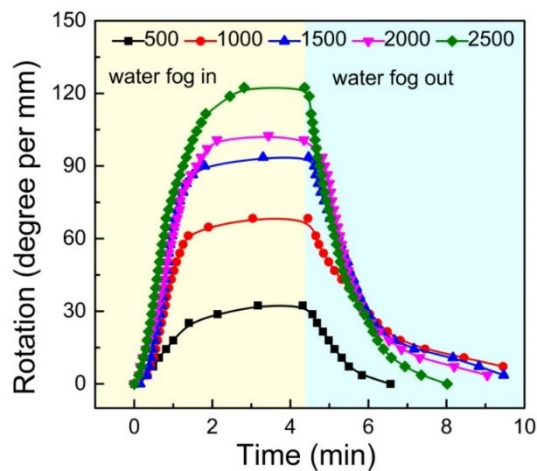 150
500 1000 1500 2000 2500
water fog in water fog out
120
90
60
30
0
Rotation (degree per mm)
0 2 4 6 8 10
Time (min)